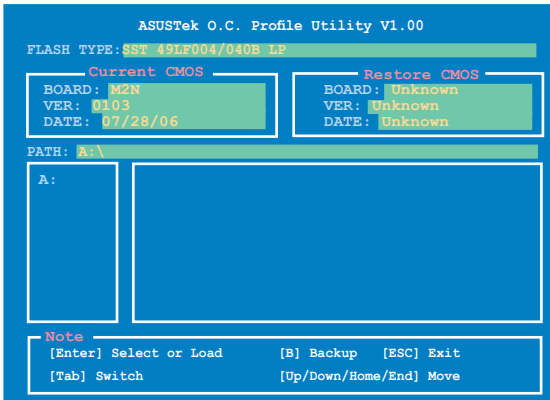 ASUSTek O.C. Profile Utility V1.00
FLASH TYPE:SST 49LF004/040B LP
Current CMOS
BOARD: M2N
VER: 0103
DATE: 07/28/06
Restore CMOS
BOARD: Unknown
VER: Unknown
DATE: Unknown
PATH: A:\
A:
Note
[Enter] Select or Load [B] Backup [ESC] Exit
[Tab] Switch [Up/Down/Home/End] Move